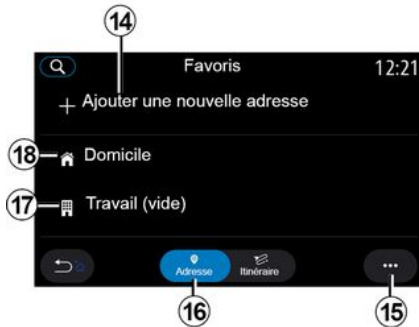 14
Favoris 12:21
+ Ajouter une nouvelle adresse
18 Domicile
17 Travail (vide)
Adresse Itinéraire
16 15